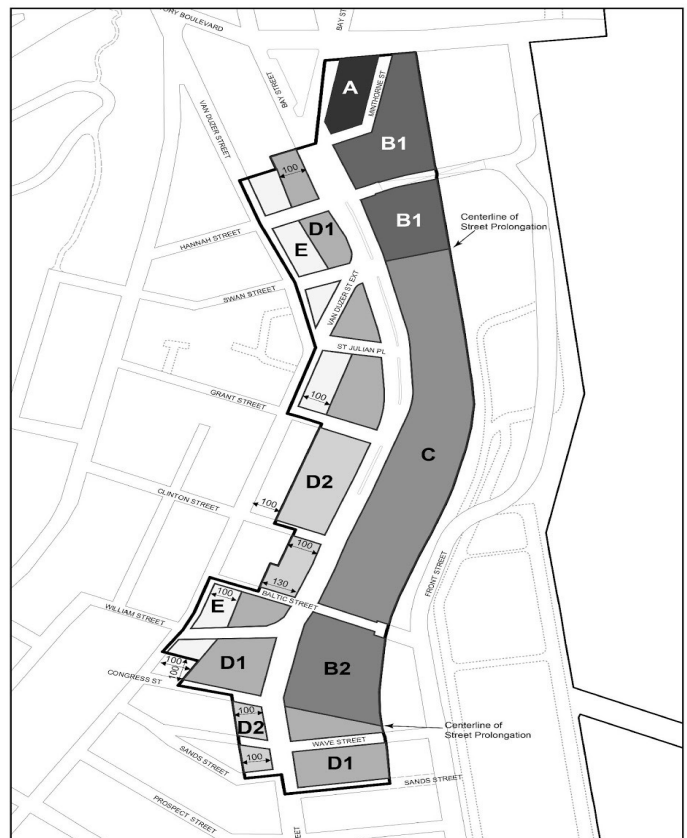 ORY BOULEVARD
BAY ST
BAY STREET
VAN DUZER STREET
MINTHORNE ST
A
B1
100
B1
Centerline of
Street Prolongation
HANNAH STREET
D1
E
SWAN STREET
VAN DUZER ST EXT
ST JULIAN PL
GRANT STREET
100
C
D2
CLINTON STREET
100
100
130
FRONT STREET
BALTIC STREET
100
E
WILLIAM STREET
100
100
D1
CONGRESS ST
B2
100
D2
Centerline of
Street Prolongation
WAVE STREET
SANDS STREET
100
D1
SANDS STREET
PROSPECT STREET
EET